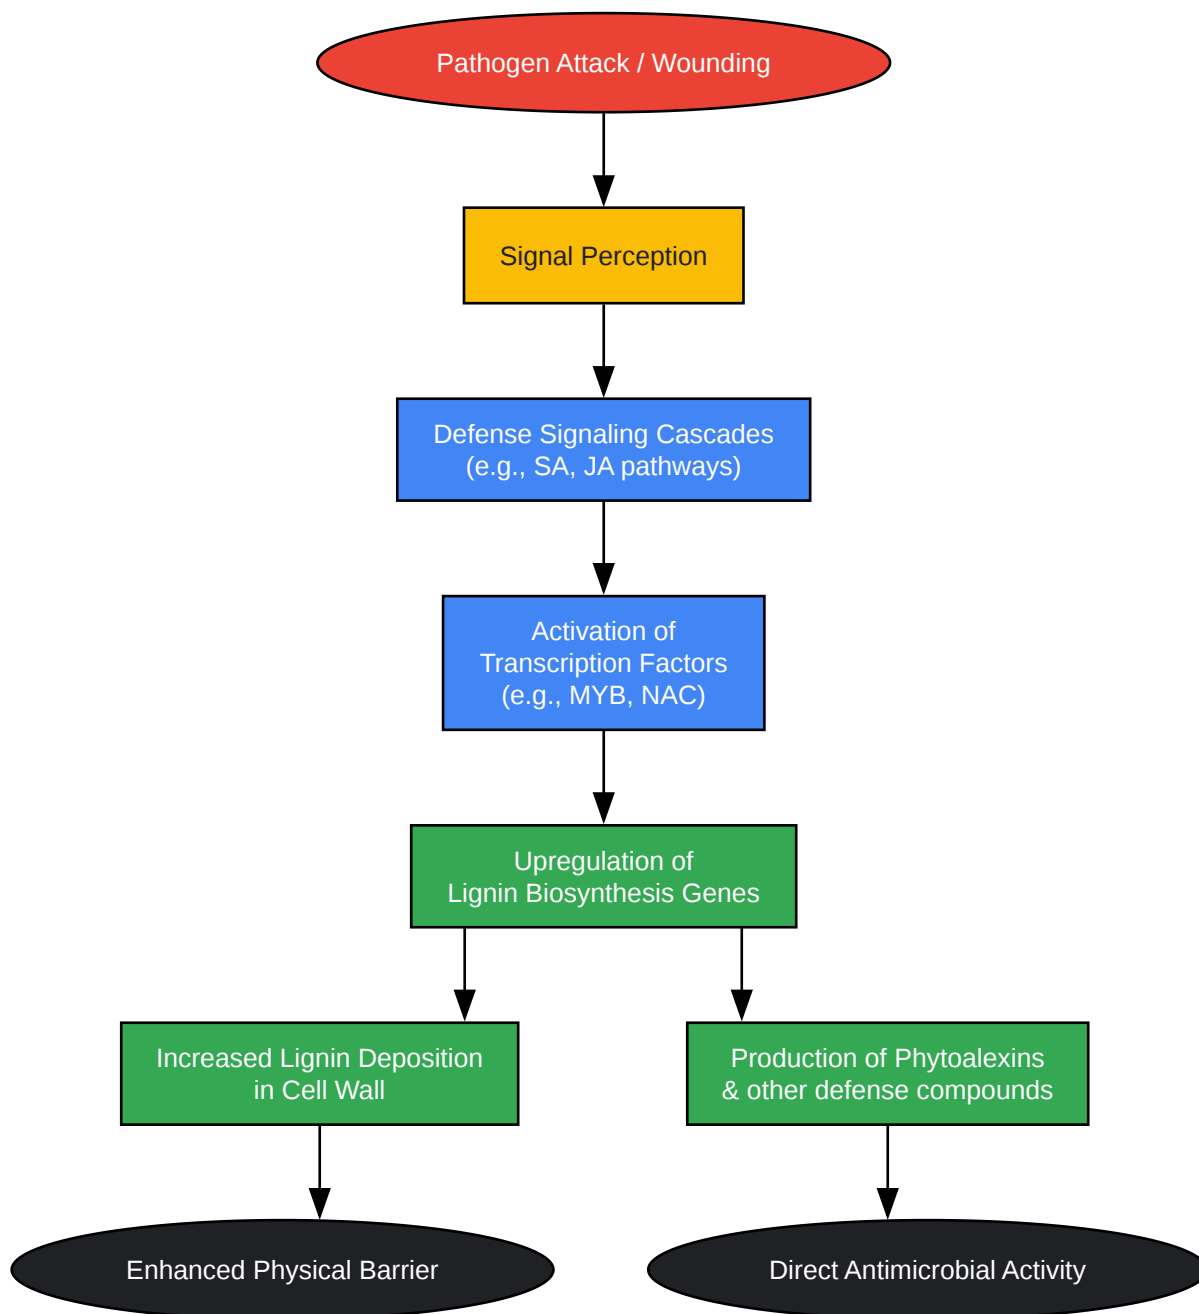 Pathogen Attack / Wounding
Signal Perception
Defense Signaling Cascades
(e.g., SA, JA pathways)
Activation of
Transcription Factors
(e.g., MYB, NAC)
Upregulation of
Lignin Biosynthesis Genes
Increased Lignin Deposition
in Cell Wall
Production of Phytoalexins
& other defense compounds
Enhanced Physical Barrier
Direct Antimicrobial Activity